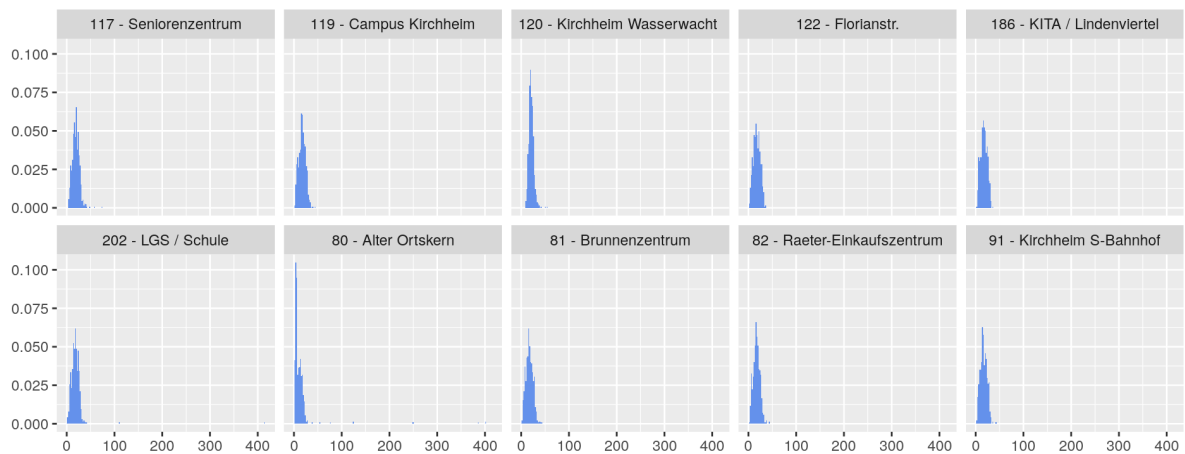 117 - Seniorenzentrum
119 - Campus Kirchheim
120 - Kirchheim Wasserwacht
122 - Florianstr.
186 - KITA / Lindenviertel
0.100
0.075
0.050
0.025
0.000
202 - LGS / Schule
80 - Alter Ortskern
81 - Brunnenzentrum
82 - Raeter-Einkaufszentrum
91 - Kirchheim S-Bahnhof
0.100
0.075
0.050
0.025
0.000
0 100 200 300 400 0 100 200 300 400 0 100 200 300 400 0 100 200 300 400 0 100 200 300 400